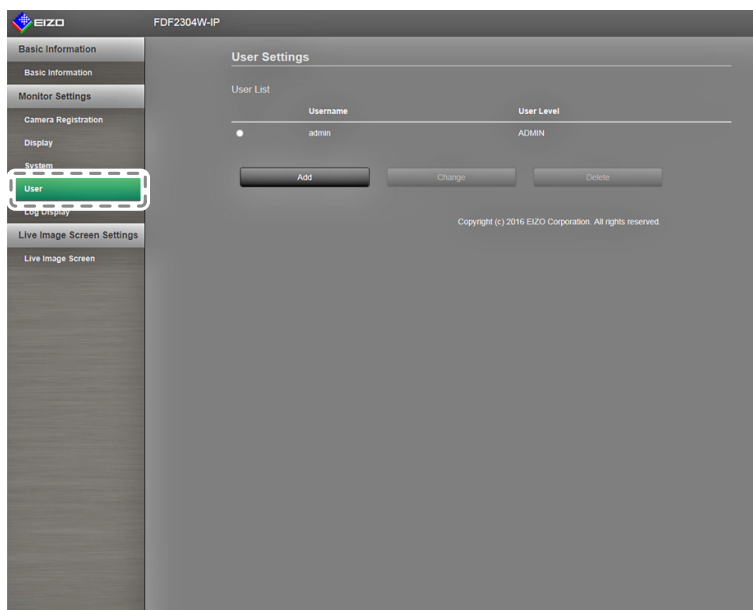 EIZO FDF2304W-IP
Basic Information
Basic Information
Monitor Settings
Camera Registration
Display
System
User
Log Display
Live Image Screen Settings
Live Image Screen
User Settings
User List
Username User Level
admin ADMIN
Add Change Delete
Copyright (c) 2016 EIZO Corporation. All rights reserved.